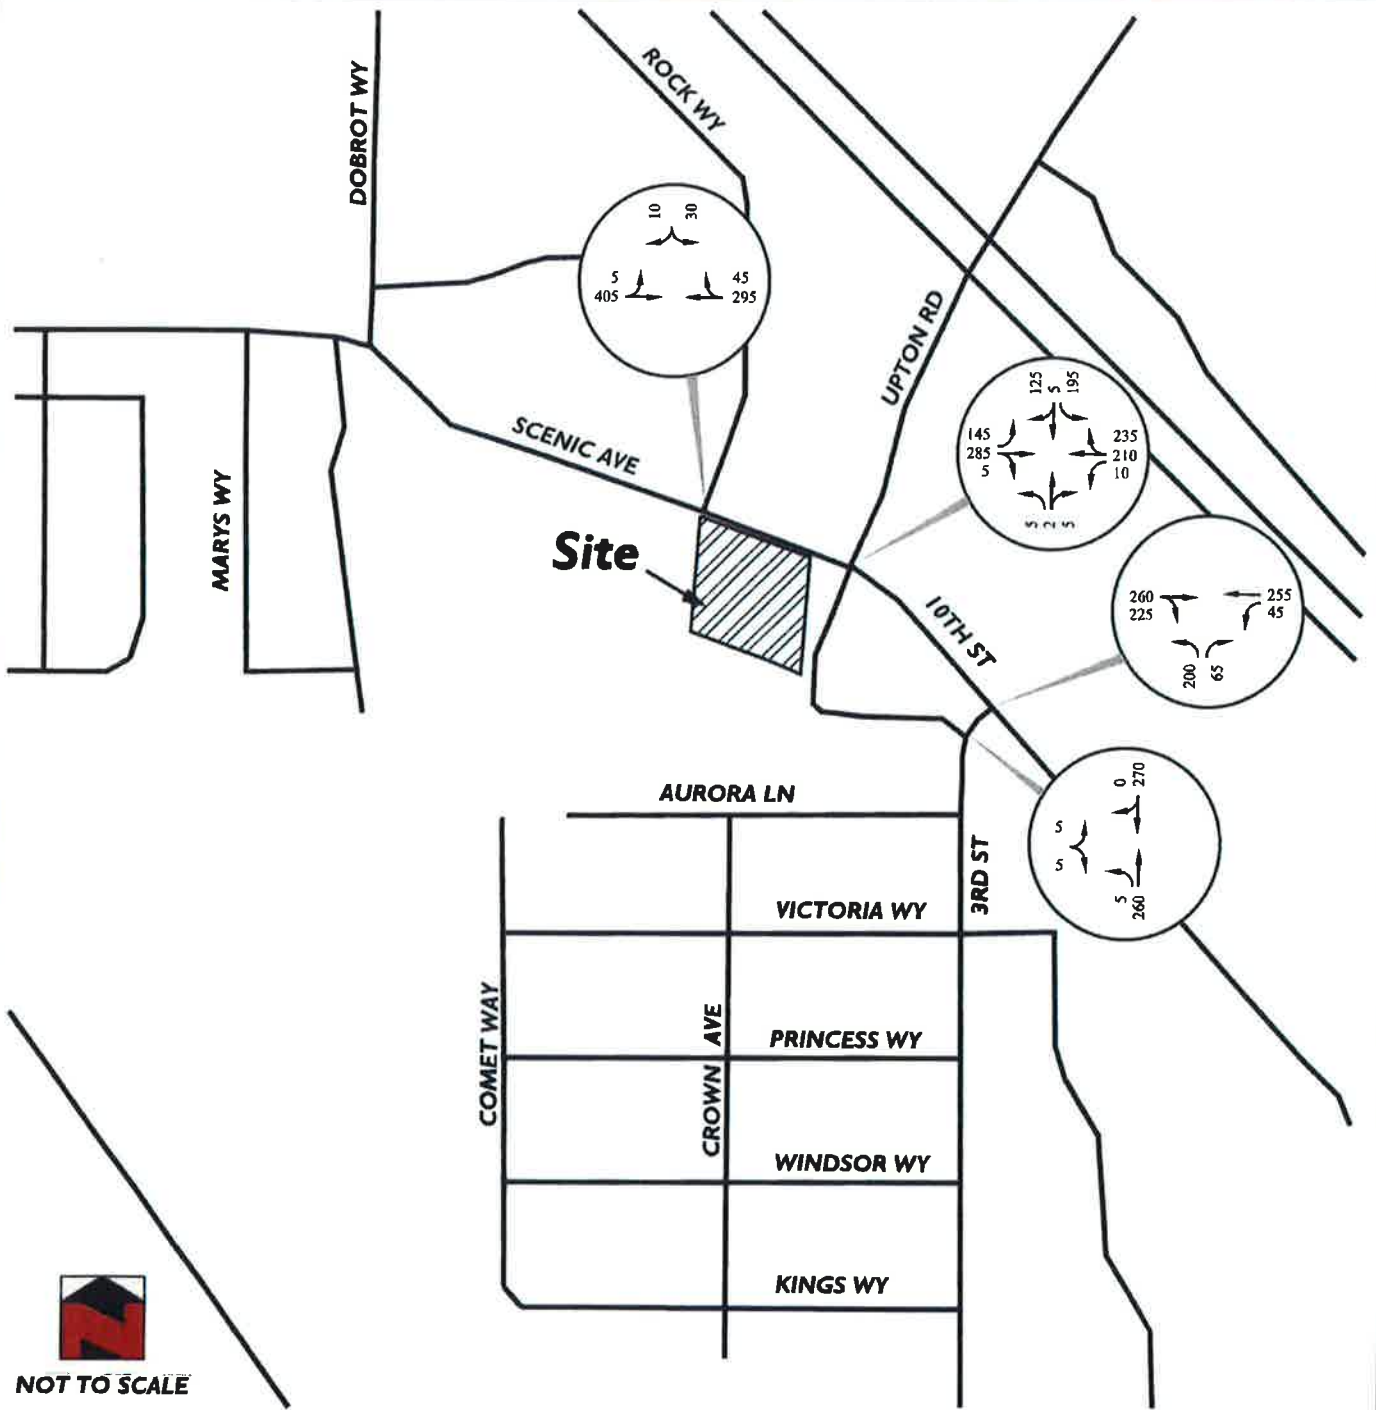 DOBROT WY
ROCK WY
10 30
5
405
45
295
UPTON RD
SCENIC AVE
125 5 195
145
285
5
235
210
10
5 2 5
MARYS WY
Site
260
225
255
45
200 65
10TH ST
0 270
5
5
5 260
AURORA LN
3RD ST
VICTORIA WY
COMET WAY
CROWN AVE
PRINCESS WY
WINDSOR WY
KINGS WY
N
NOT TO SCALE